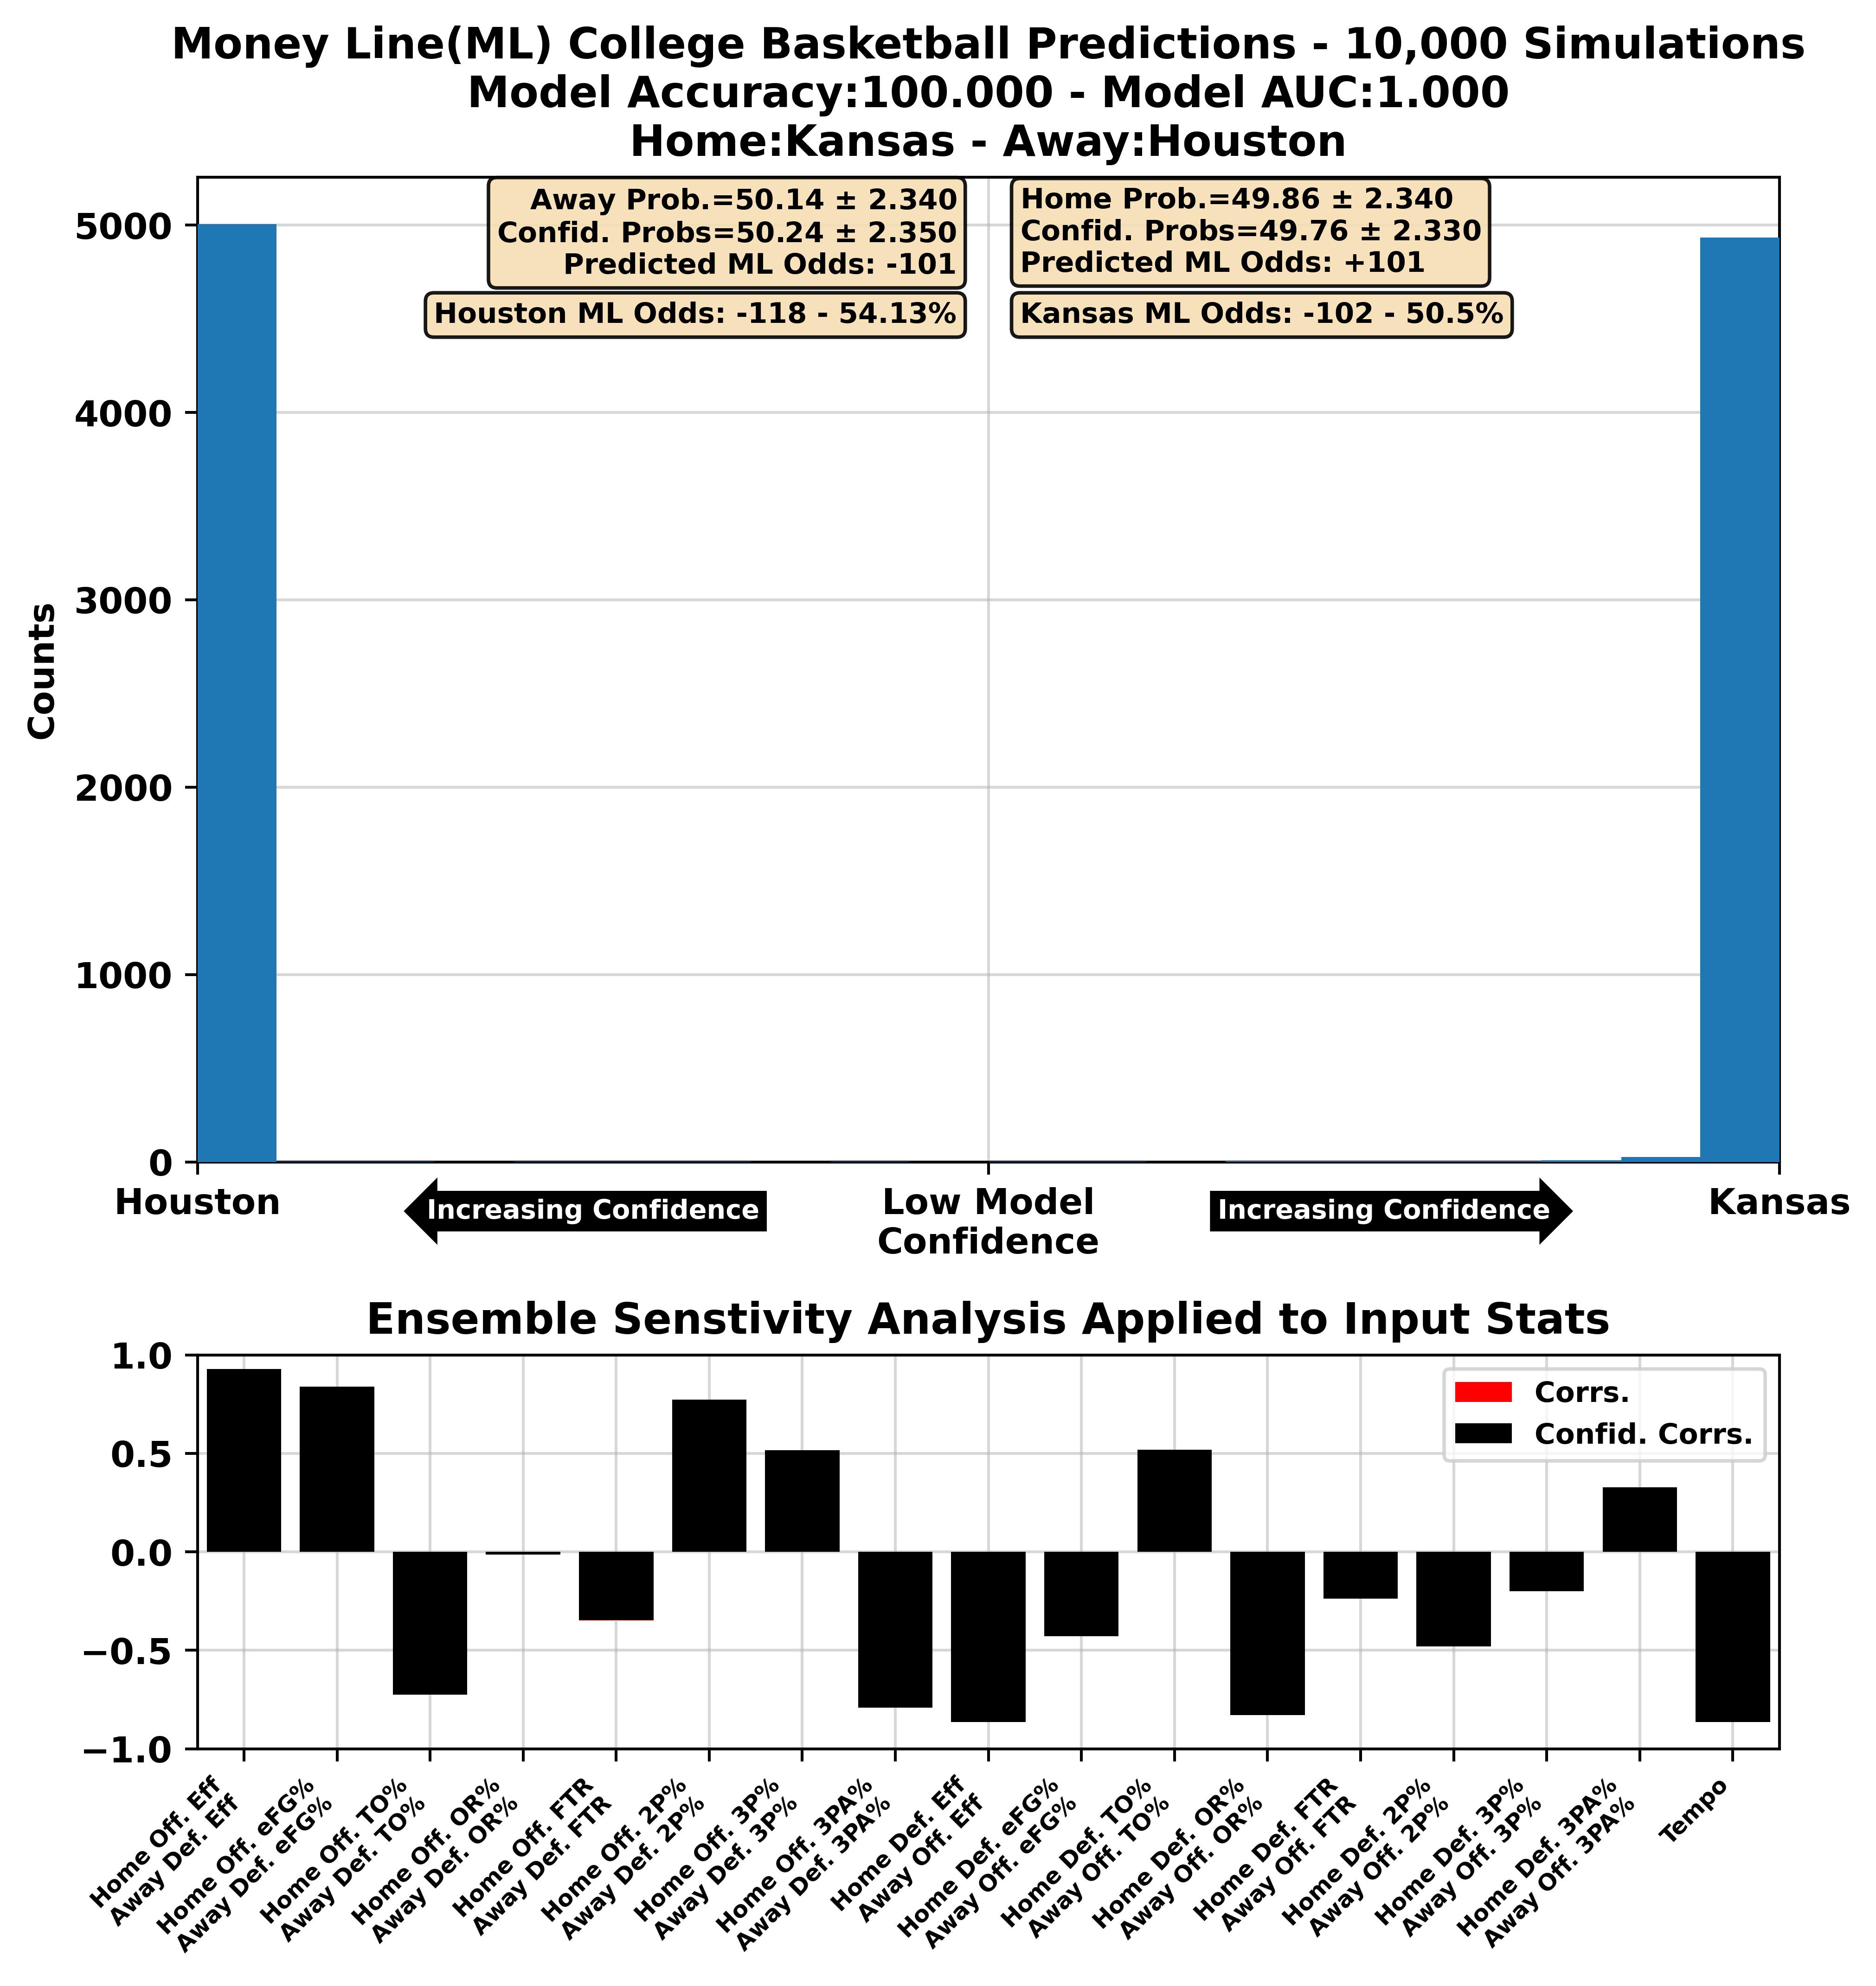 Money Line(ML) College Basketball Predictions - 10,000 Simulations
Model Accuracy:100.000 - Model AUC:1.000
Home:Kansas - Away:Houston
Away Prob.=50.14 ± 2.340
Confid. Probs=50.24 ± 2.350
Predicted ML Odds: -101
Houston ML Odds: -118 - 54.13%
Home Prob.=49.86 ± 2.340
Confid. Probs=49.76 ± 2.330
Predicted ML Odds: +101
Kansas ML Odds: -102 - 50.5%
Counts
5000
4000
3000
2000
1000
0
Houston
Increasing Confidence
Low Model
Confidence
Increasing Confidence
Kansas
Ensemble Senstivity Analysis Applied to Input Stats
1.0
0.5
0.0
−0.5
−1.0
Corrs.
Confid. Corrs.
Home Off. Eff
Away Def. Eff
Home Off. eFG%
Away Def. eFG%
Home Off. TO%
Away Def. TO%
Home Off. OR%
Away Def. OR%
Home Off. FTR
Away Def. FTR
Home Off. 2P%
Away Def. 2P%
Home Off. 3P%
Away Def. 3P%
Home Off. 3PA%
Away Def. 3PA%
Home Def. Eff
Away Off. Eff
Home Def. eFG%
Away Off. eFG%
Home Def. TO%
Away Off. TO%
Home Def. OR%
Away Off. OR%
Home Def. FTR
Away Off. FTR
Home Def. 2P%
Away Off. 2P%
Home Def. 3P%
Away Off. 3P%
Home Def. 3PA%
Away Off. 3PA%
Tempo